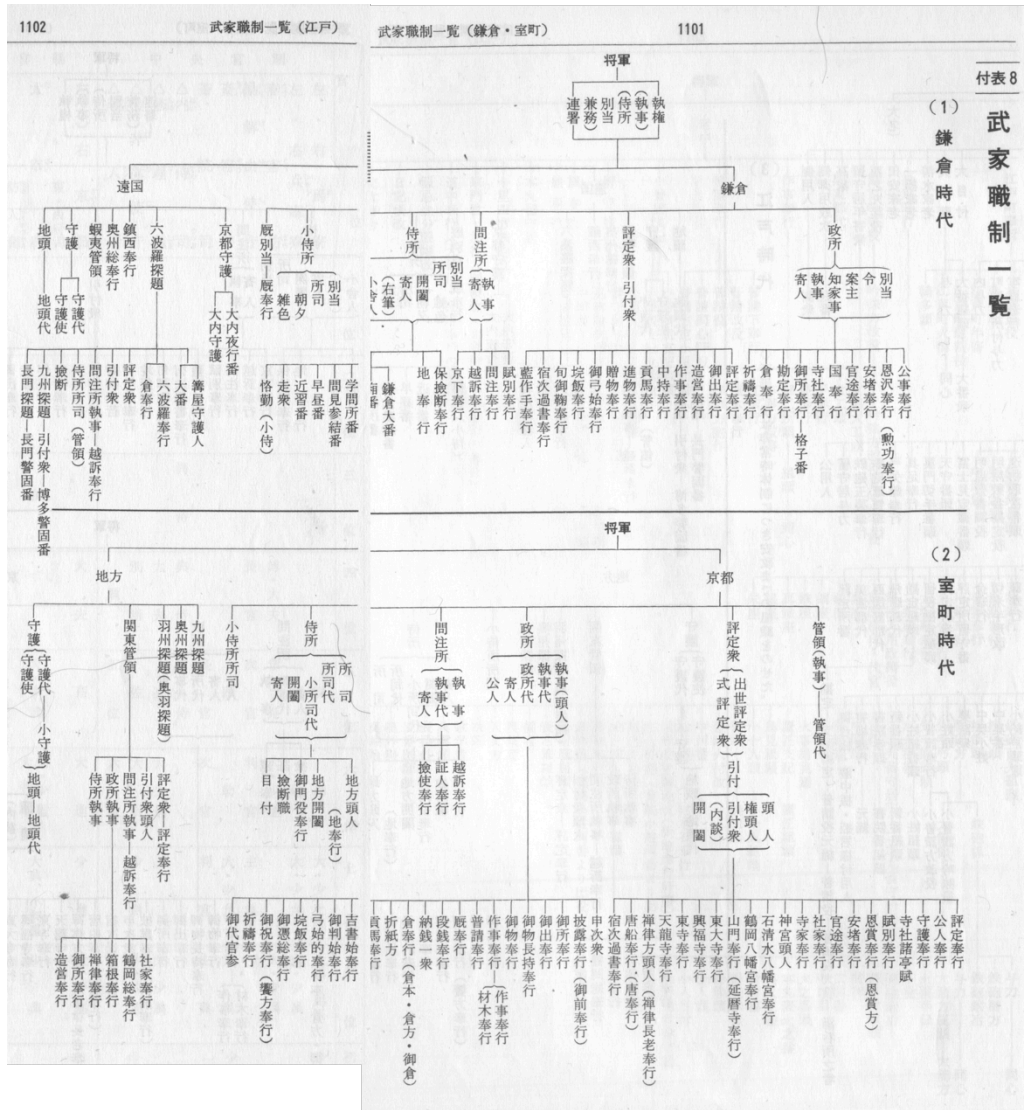 付表8
武家職制一覧
武家職制一覧（鎌倉・室町）
1101
（1）鎌倉時代
将軍
執権
（執事）
（侍所
別当
兼務）
連署
鎌倉
政所
別当
令
案主
知家事
執事
寄人
公事奉行
恩沢奉行（勲功奉行）
安堵奉行
官途奉行
国奉行
寺社奉行
御所奉行―格子番
勘定奉行
倉奉行
祈禱奉行
評定衆―引付衆
評定奉行
御出奉行
造営奉行
作事奉行
中持奉行
貢馬奉行
進物奉行
贈物奉行
御弓始奉行
埦飯奉行
旬御鞠奉行
宿次過書奉行
藍作手奉行
問注所
執事
寄人
賦別奉行
問注奉行
越訴奉行
京下奉行
侍所
別当
所司
開闔
寄人
（右筆）
小舎人
保検断奉行
地奉行
鎌倉大番
（2）室町時代
将軍
京都
管領（執事）―管領代
評定衆
出世評定衆
式評定衆
引付
頭人
権頭人
引付衆
（内談）
開闔
評定奉行
公人奉行
守護奉行
寺社諸亭賦
賦別奉行
恩賞奉行（恩賞方）
安堵奉行
官途奉行
社家奉行
寺家奉行
神宮頭人
石清水八幡宮奉行
鶴岡八幡宮奉行
山門奉行（延暦寺奉行）
東大寺奉行
興福寺奉行
東寺奉行
天龍寺奉行
禅律方頭人（禅律長老奉行）
唐船奉行（唐奉行）
宿次過書奉行
申次衆
披露奉行（御前奉行）
御所奉行
御出奉行
御物長持奉行
御物奉行
作事奉行―作事奉行
材木奉行
普請奉行
厩奉行
段銭奉行
納銭一衆
倉奉行（倉本・倉方・御倉）
折紙方
貢馬奉行
政所
執事（頭人）
執事代
政所代
寄人
公人
問注所
執事
執事代
寄人
越訴奉行
証人奉行
検使奉行
1102
武家職制一覧（江戸）
小侍所
別当
所司
朝夕
雑色
学問所番
問見参結番
早昼番
近習番
走衆
恪勤（小侍）
厩別当―厩奉行
京都守護
大内夜行番
大内守護
遠国
六波羅探題
篝屋守護人
大番
六波羅奉行
倉奉行
評定衆
引付衆
問注所執事―越訴奉行
侍所所司（管領）
検断
鎮西奉行
奥州総奉行
蝦夷管領
守護
守護代
守護使
地頭―地頭代
九州探題―引付衆―博多警固番
長門探題―長門警固番
侍所
所司
所司代
小所司代
開闔
寄人
地方頭人
（地奉行）
地方開闔
御門役奉行
検断職
目付
小侍所所司
吉書始奉行
御判始奉行
弓始的奉行
埦飯奉行
御憑総奉行
御祝奉行（饗方奉行）
祈禱奉行
御代官参
地方
九州探題
奥州探題
羽州探題（奥羽探題）
関東管領
評定衆―評定奉行
引付衆頭人
問注所執事―越訴奉行
政所執事
侍所執事
社家奉行
鶴岡総奉行
箱根奉行
禅律奉行
御所奉行
造営奉行
守護
守護代―小守護
守護使
地頭―地頭代